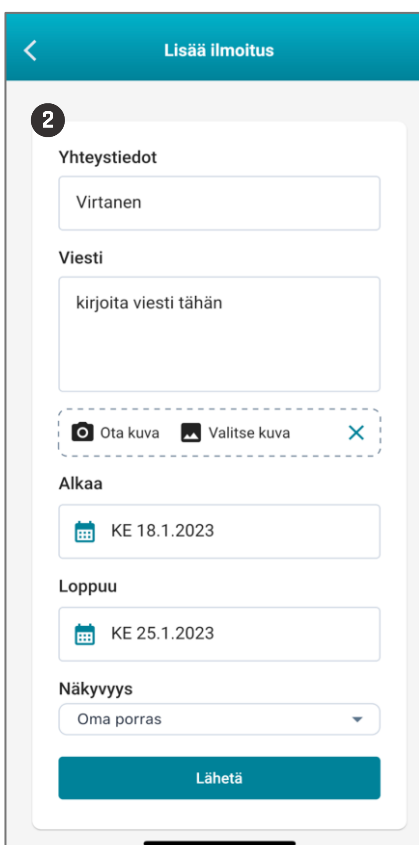 Lisää ilmoitus
2
Yhteystiedot
Virtanen
Viesti
kirjoita viesti tähän
Ota kuva Valitse kuva
Alkaa
KE 18.1.2023
Loppuu
KE 25.1.2023
Näkyvyys
Oma porras
Lähetä